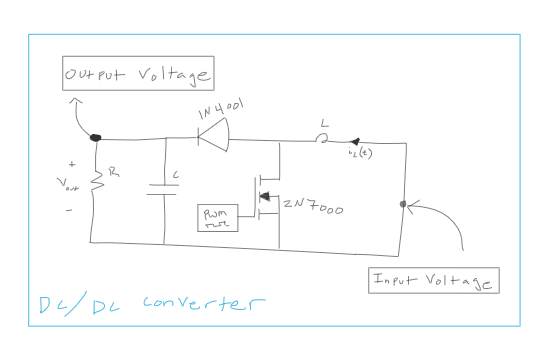 Output Voltage
1N4001
L
iL(t)
+
Vout
-
R
C
2N7000
PWM
Input Voltage
DC/DC converter